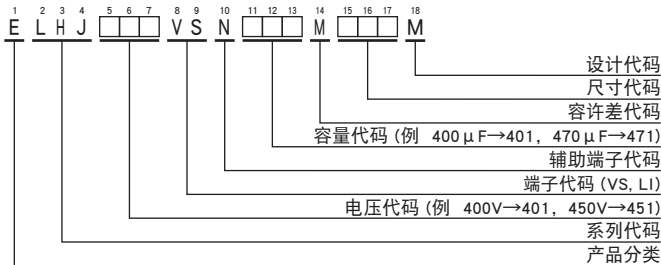 1 2 3 4 5 6 7 8 9 10 11 12 13 14 15 16 17 18
E L H J □□□ V S N □□□ M □□□ M
设计代码
尺寸代码
容许差代码
容量代码 (例 400μF→401, 470μF→471)
辅助端子代码
端子代码 (VS, LI)
电压代码 (例 400V→401, 450V→451)
系列代码
产品分类